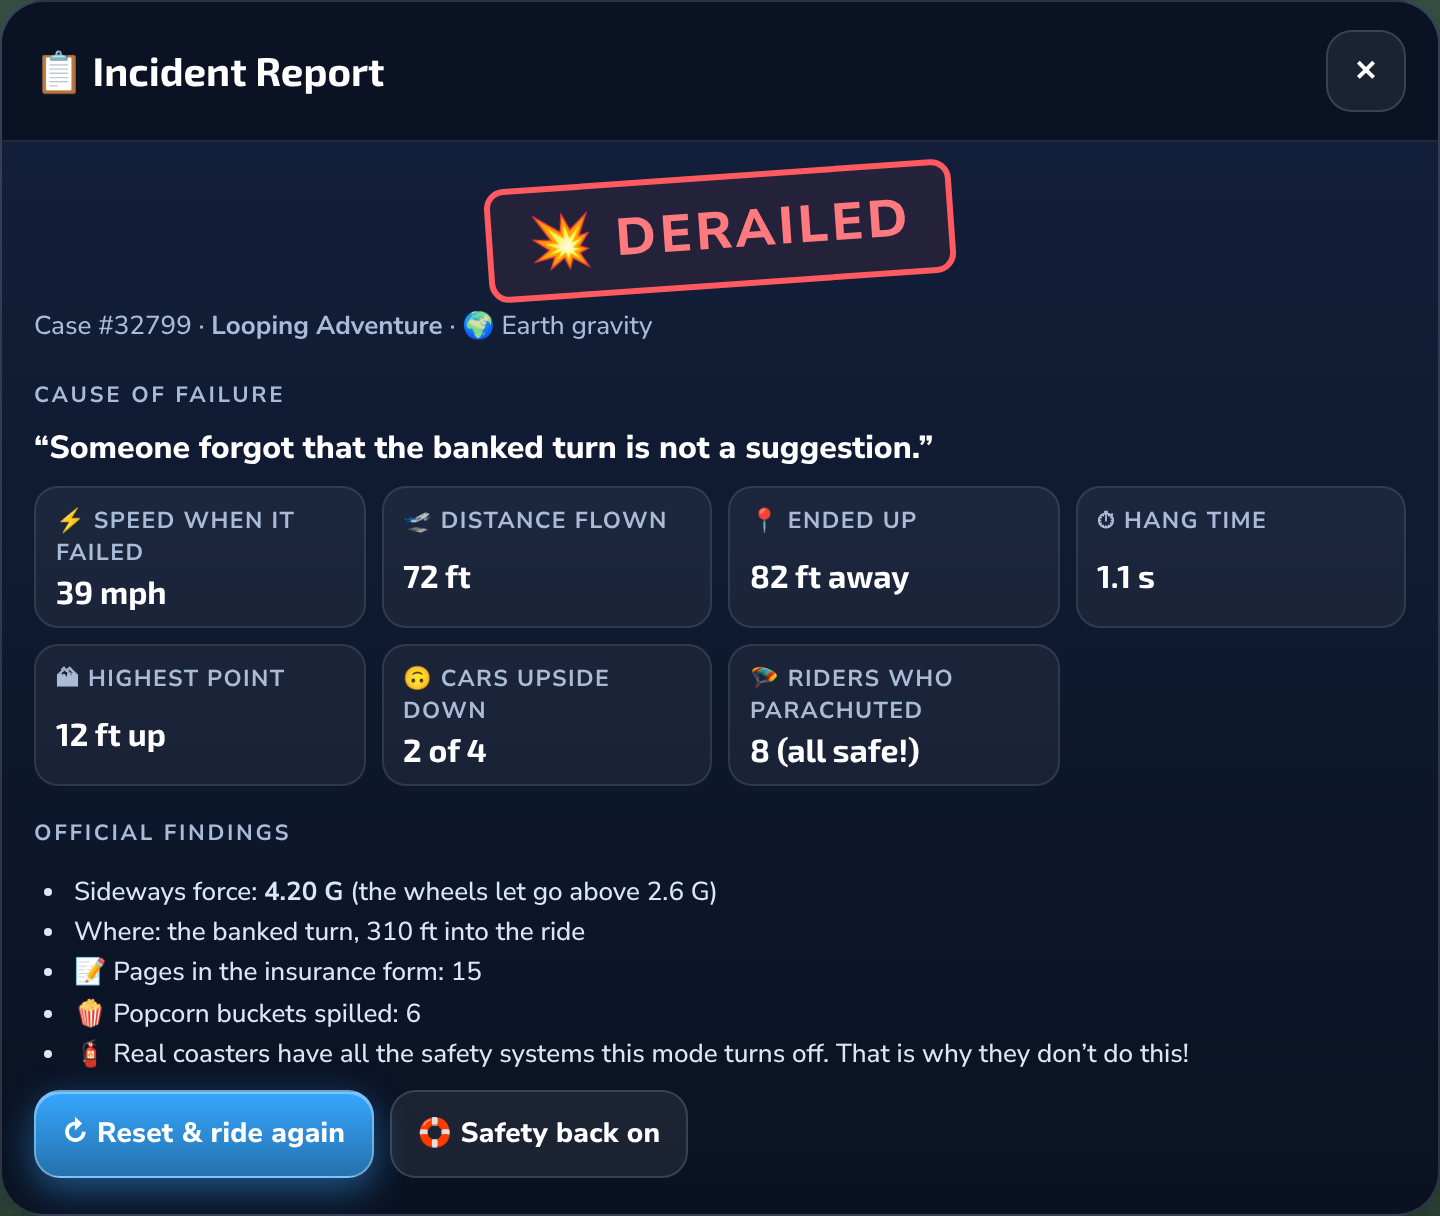 📋 Incident Report
✕
💥 DERAILED
Case #32799 · Looping Adventure · 🌍 Earth gravity
CAUSE OF FAILURE
“Someone forgot that the banked turn is not a suggestion.”
⚡ SPEED WHEN IT
FAILED
39 mph
🛫 DISTANCE FLOWN
72 ft
📍 ENDED UP
82 ft away
⏱ HANG TIME
1.1 s
🏔 HIGHEST POINT
12 ft up
🙃 CARS UPSIDE
DOWN
2 of 4
🪂 RIDERS WHO
PARACHUTED
8 (all safe!)
OFFICIAL FINDINGS
• Sideways force: 4.20 G (the wheels let go above 2.6 G)
• Where: the banked turn, 310 ft into the ride
• 📝 Pages in the insurance form: 15
• 🍿 Popcorn buckets spilled: 6
• 🧯 Real coasters have all the safety systems this mode turns off. That is why they don’t do this!
↻ Reset & ride again
🛟 Safety back on